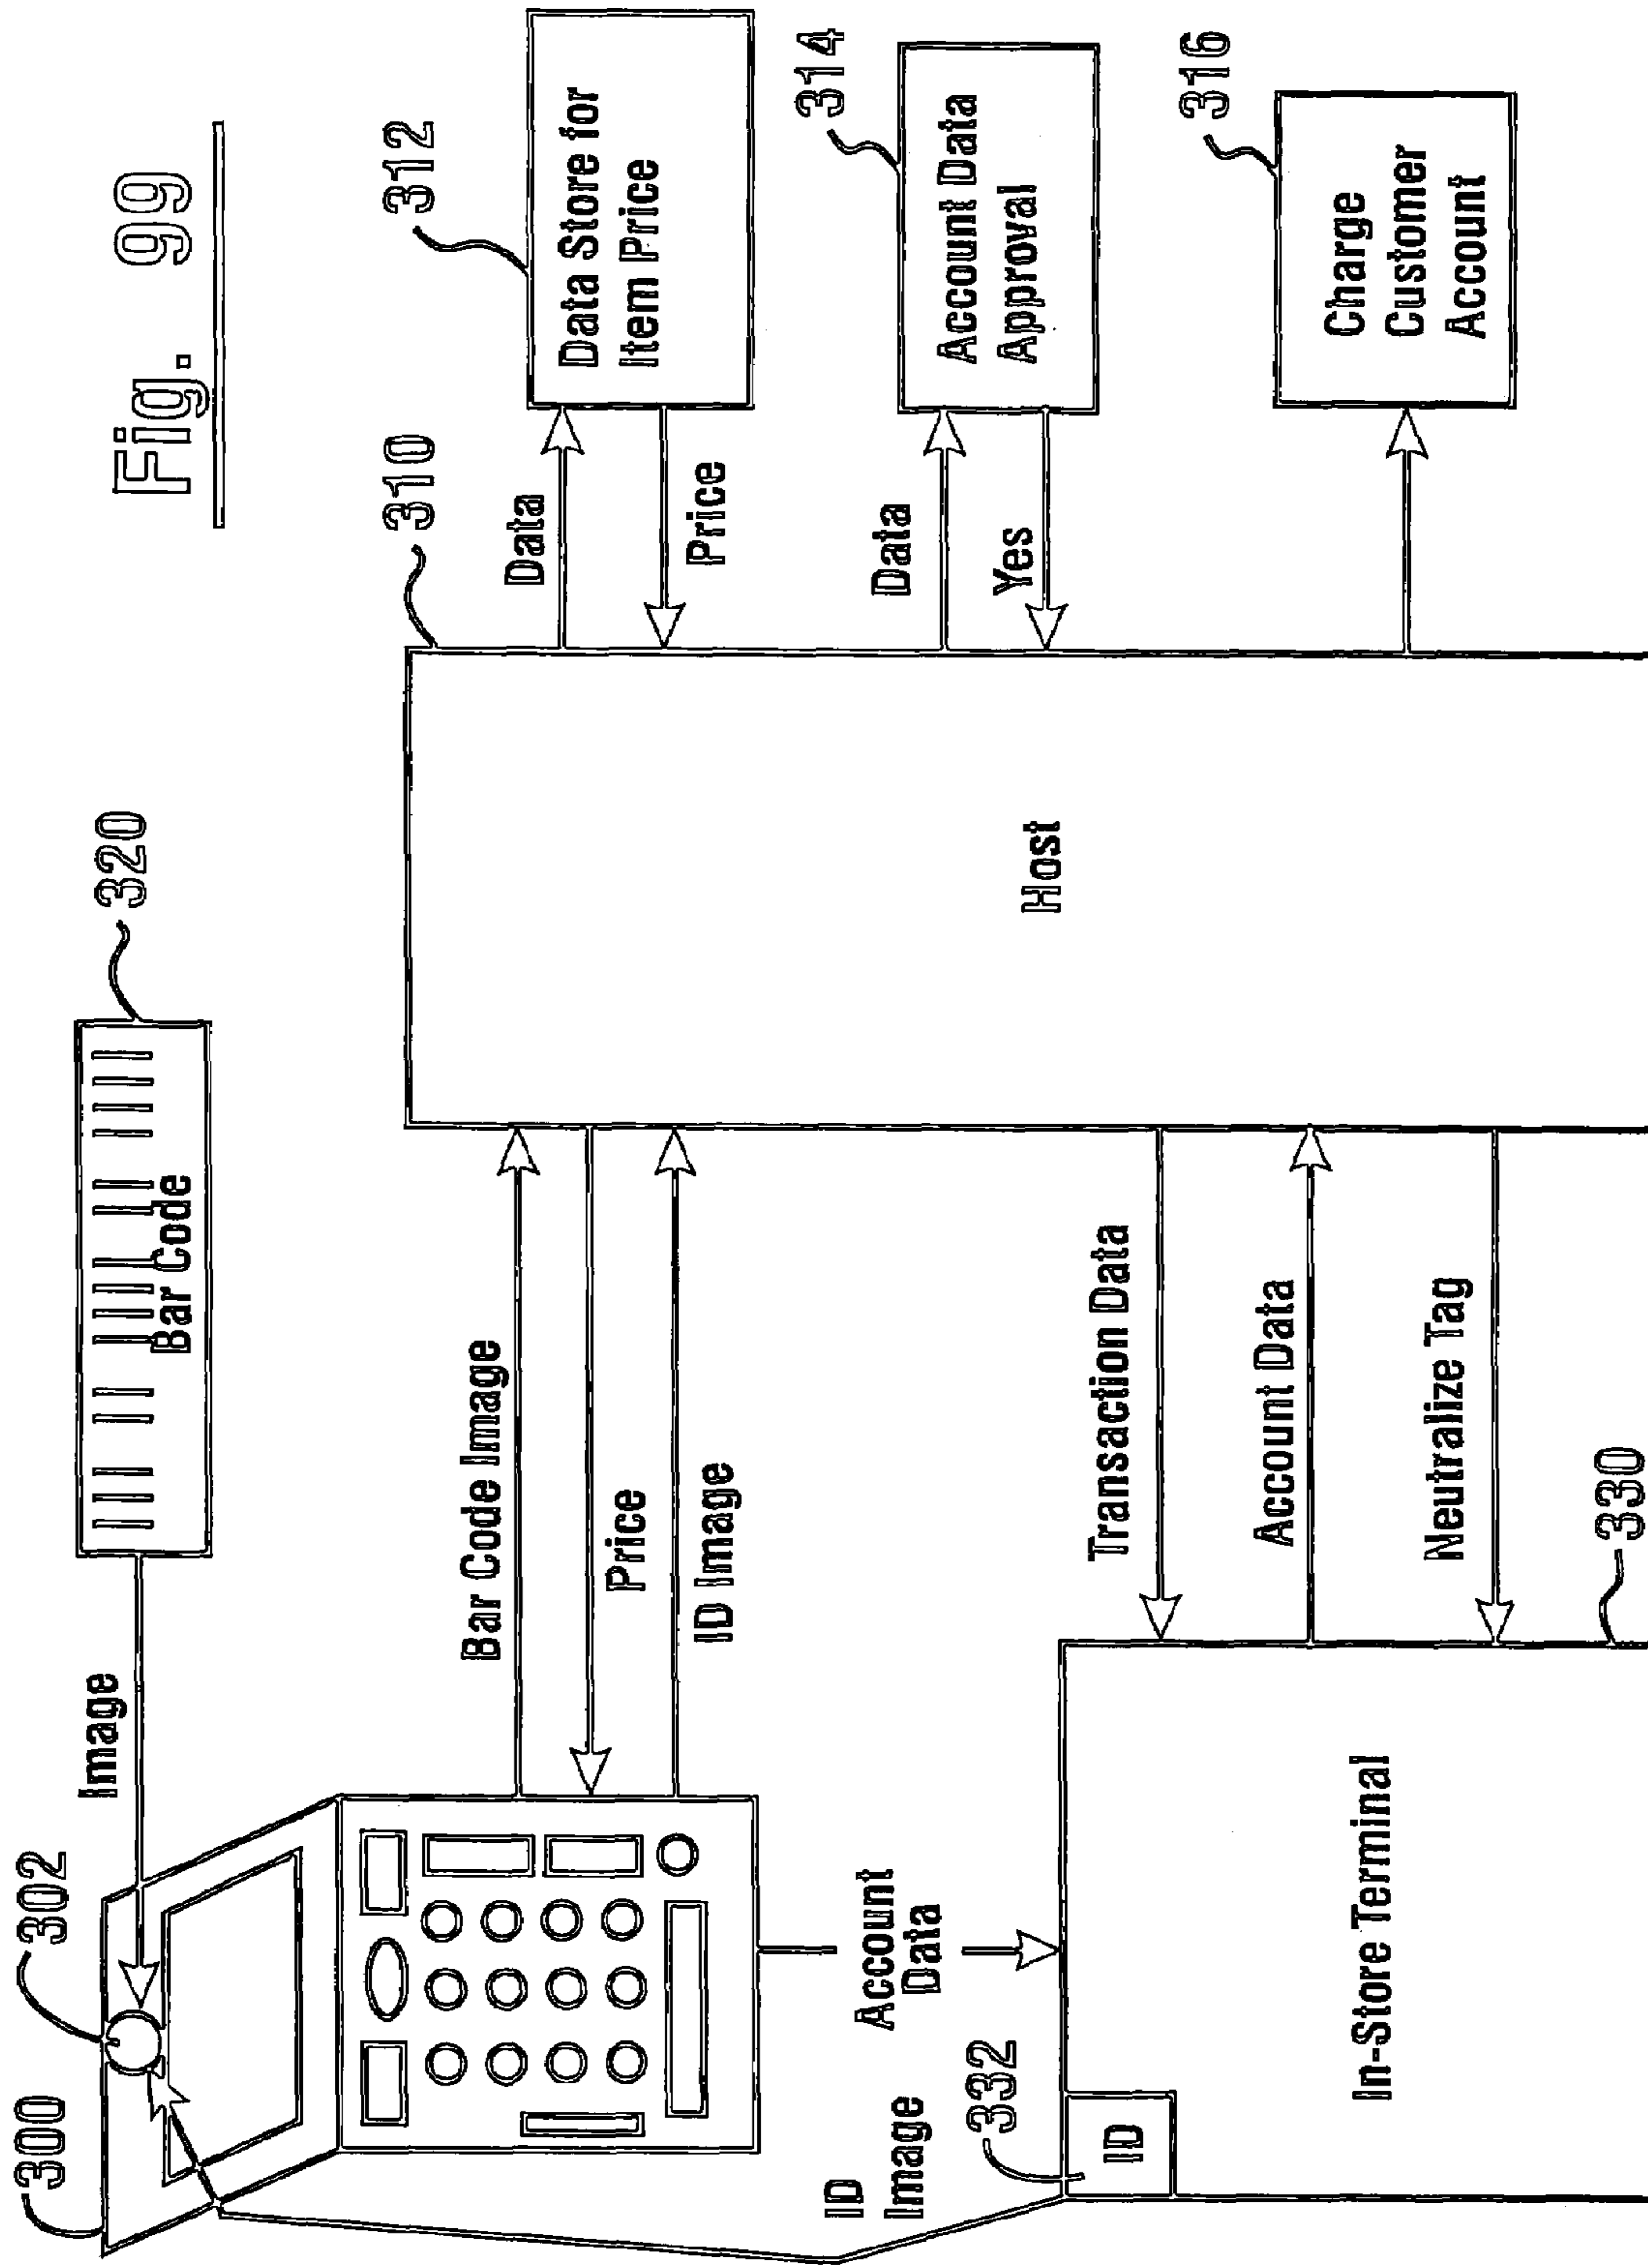 Fig. 99
300
302
Image
Bar Code
320
Bar Code Image
Price
ID Image
310
Host
Data
Price
312
Data Store for
Item Price
Data
Yes
314
Account Data
Approval
316
Charge
Customer
Account
ID
Image
Account
Data
332
ID
In-Store Terminal
330
Transaction Data
Account Data
Neutralize Tag